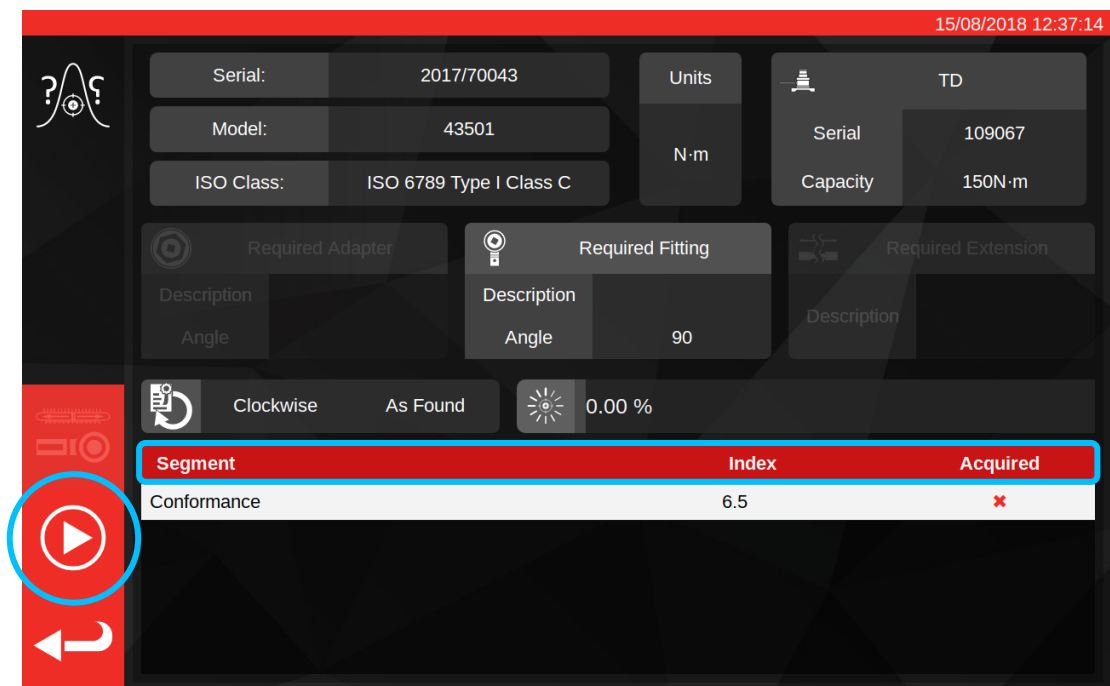 15/08/2018 12:37:14
Serial: 2017/70043
Model: 43501
ISO Class: ISO 6789 Type I Class C
Units
N·m
TD
Serial 109067
Capacity 150N·m
Required Adapter
Description
Angle
Required Fitting
Description
Angle 90
Required Extension
Description
Clockwise As Found
0.00 %
Segment Index Acquired
Conformance 6.5 ✖